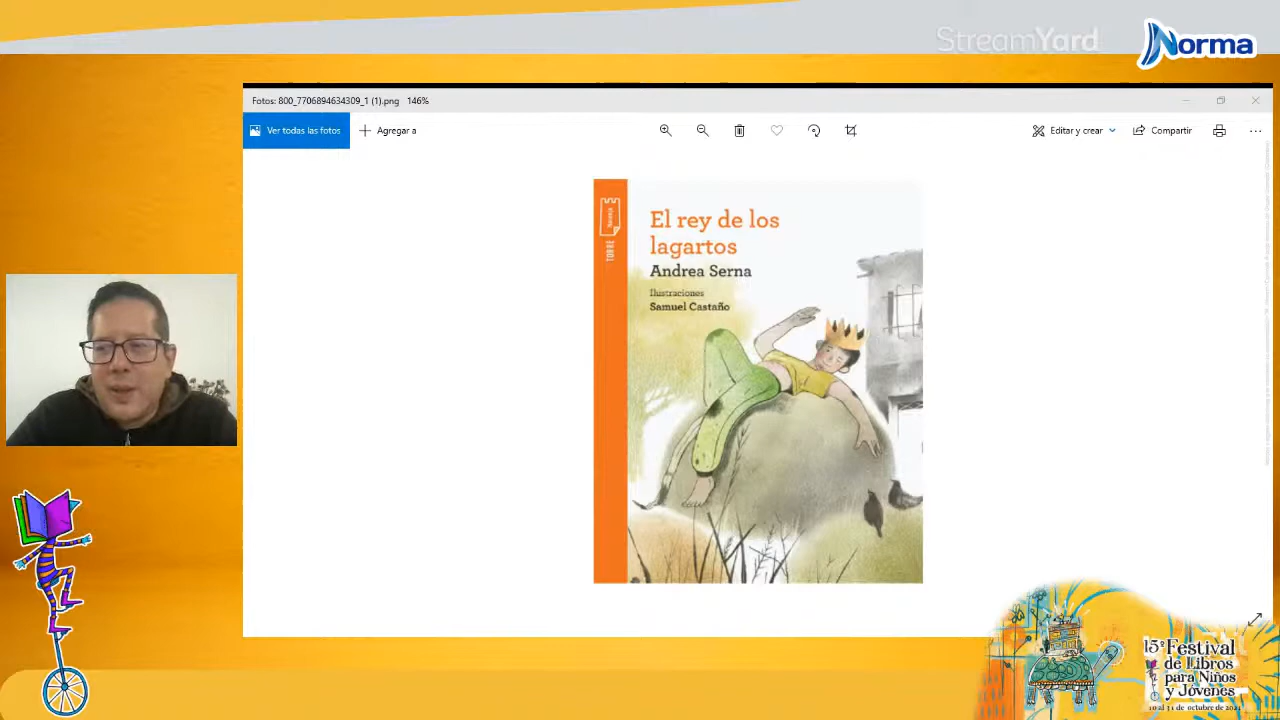 StreamYard
Norma
Fotos: 800_7706894634309_1 (1).png 146%
Ver todas las fotos
Agregar a
Editar y crear
Compartir
TORRE
El rey de los
lagartos
Andrea Serna
Ilustraciones
Samuel Castaño
15º Festival
de Libros
para Niños
y Jóvenes